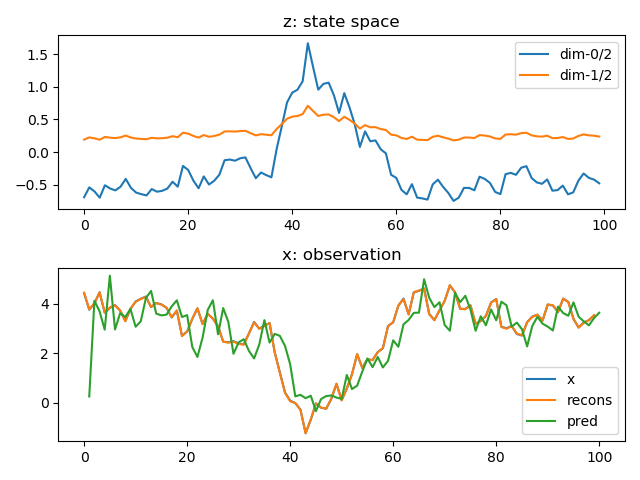 z: state space
1.5
1.0
0.5
0.0
−0.5
dim-0/2
dim-1/2
0 20 40 60 80 100
x: observation
4
2
0
x
recons
pred
0 20 40 60 80 100